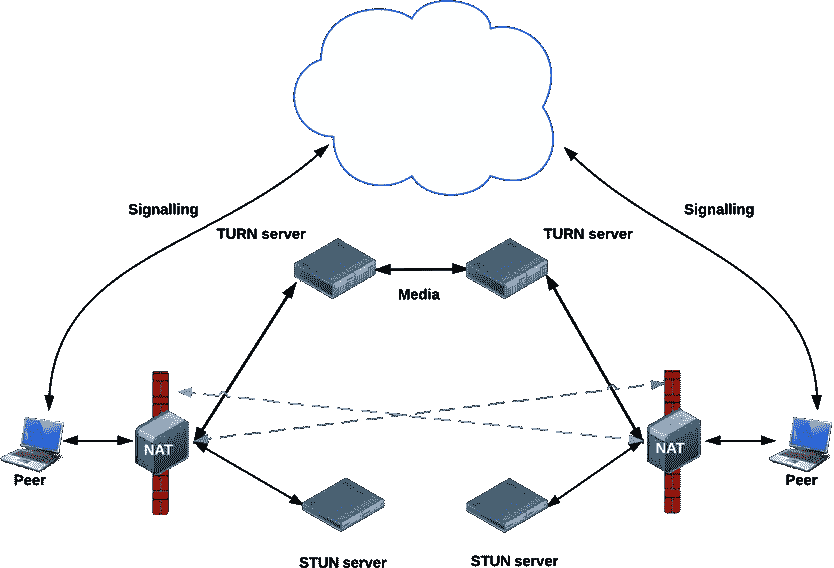 Signalling
Signalling
TURN server
TURN server
Media
NAT
NAT
Peer
Peer
STUN server
STUN server